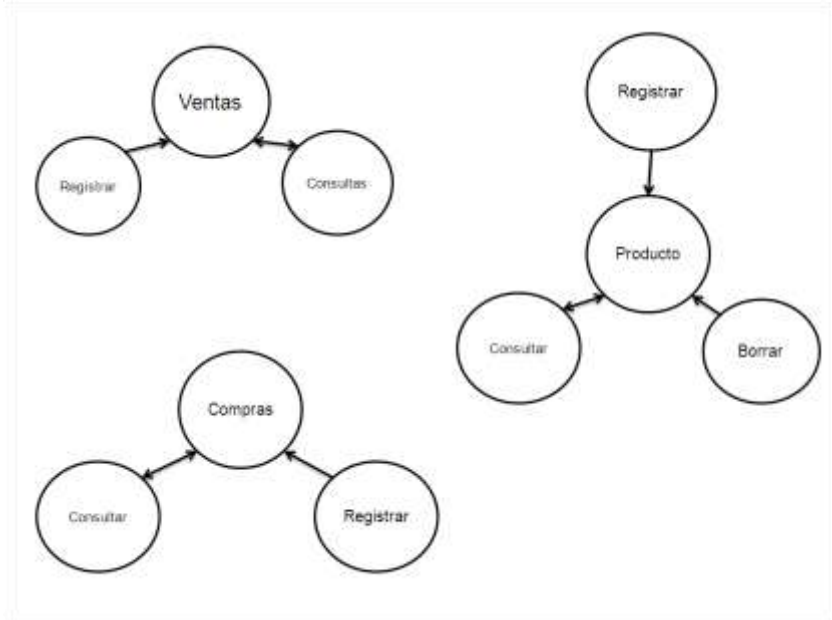 Ventas
Registrar
Consultas
Registrar
Producto
Consultar
Borrar
Compras
Consultar
Registrar